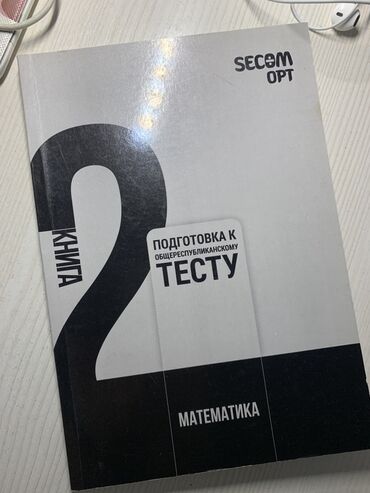 SECOM
ОРТ
2
КНИГА
ПОДГОТОВКА К
ОБЩЕРЕСПУБЛИКАНСКОМУ
ТЕСТУ
МАТЕМАТИКА